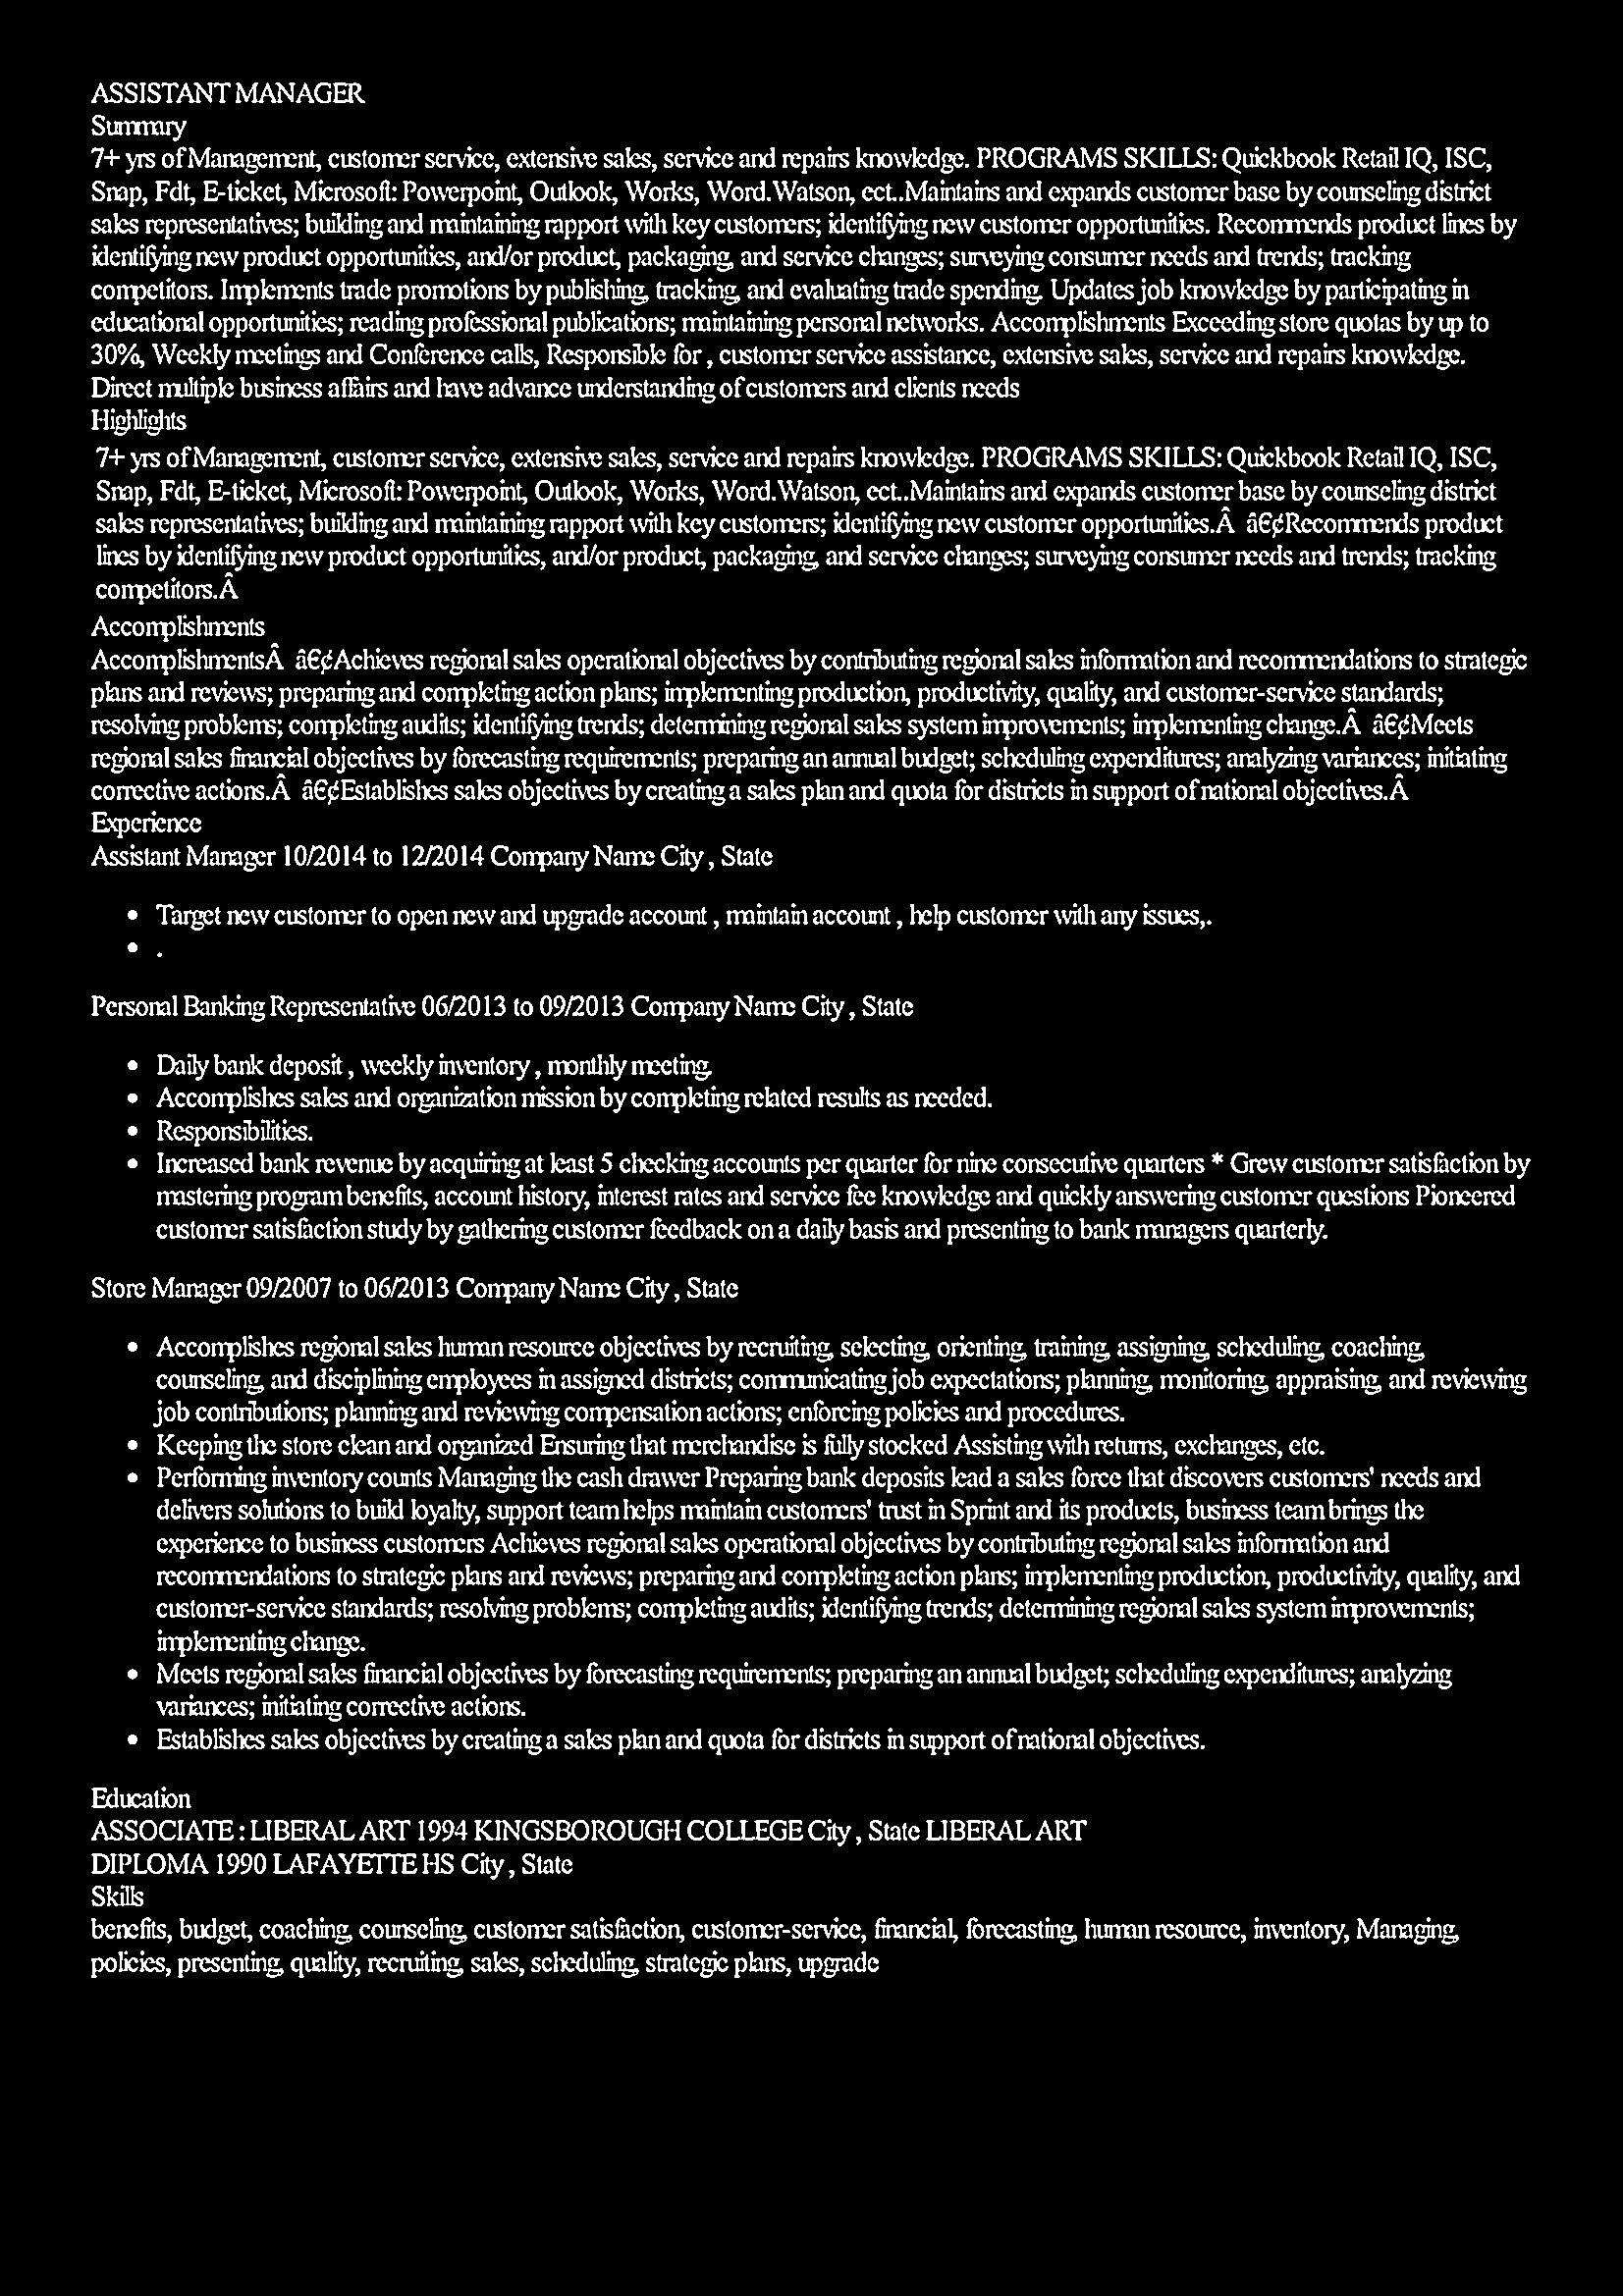 ASSISTANT MANAGER
Summary
7+ yrs of Management, customer service, extensive sales, service and repairs knowledge. PROGRAMS SKILLS: Quickbook Retail IQ, ISC,
Snap, Fdt, E-ticket, Microsoft: Powerpoint, Outlook, Works, Word.Watson, ect..Maintains and expands customer base by counseling district
sales representatives; building and maintaining rapport with key customers; identifying new customer opportunities. Recommends product lines by
identifying new product opportunities, and/or product, packaging, and service changes; surveying consumer needs and trends; tracking
competitors. Implements trade promotions by publishing, tracking, and evaluating trade spending. Updates job knowledge by participating in
educational opportunities; reading professional publications; maintaining personal networks. Accomplishments Exceeding store quotas by up to
30%, Weekly meetings and Conference calls, Responsible for , customer service assistance, extensive sales, service and repairs knowledge.
Direct multiple business affairs and have advance understanding of customers and clients needs
Highlights
7+ yrs of Management, customer service, extensive sales, service and repairs knowledge. PROGRAMS SKILLS: Quickbook Retail IQ, ISC,
Snap, Fdt, E-ticket, Microsoft: Powerpoint, Outlook, Works, Word.Watson, ect..Maintains and expands customer base by counseling district
sales representatives; building and maintaining rapport with key customers; identifying new customer opportunities.Â  â€¢Recommends product
lines by identifying new product opportunities, and/or product, packaging, and service changes; surveying consumer needs and trends; tracking
competitors.Â
Accomplishments
AccomplishmentsÂ  â€¢Achieves regional sales operational objectives by contributing regional sales information and recommendations to strategic
plans and reviews; preparing and completing action plans; implementing production, productivity, quality, and customer-service standards;
resolving problems; completing audits; identifying trends; determining regional sales system improvements; implementing change.Â  â€¢Meets
regional sales financial objectives by forecasting requirements; preparing an annual budget; scheduling expenditures; analyzing variances; initiating
corrective actions.Â  â€¢Establishes sales objectives by creating a sales plan and quota for districts in support of national objectives.Â
Experience
Assistant Manager 10/2014 to 12/2014 Company Name City , State
• Target new customer to open new and upgrade account , maintain account , help customer with any issues,.
• .
Personal Banking Representative 06/2013 to 09/2013 Company Name City , State
• Daily bank deposit , weekly inventory , monthly meeting.
• Accomplishes sales and organization mission by completing related results as needed.
• Responsibilities.
• Increased bank revenue by acquiring at least 5 checking accounts per quarter for nine consecutive quarters * Grew customer satisfaction by
mastering program benefits, account history, interest rates and service fee knowledge and quickly answering customer questions Pioneered
customer satisfaction study by gathering customer feedback on a daily basis and presenting to bank managers quarterly.
Store Manager 09/2007 to 06/2013 Company Name City , State
• Accomplishes regional sales human resource objectives by recruiting, selecting, orienting, training, assigning, scheduling, coaching,
counseling, and disciplining employees in assigned districts; communicating job expectations; planning, monitoring, appraising, and reviewing
job contributions; planning and reviewing compensation actions; enforcing policies and procedures.
• Keeping the store clean and organized Ensuring that merchandise is fully stocked Assisting with returns, exchanges, etc.
• Performing inventory counts Managing the cash drawer Preparing bank deposits lead a sales force that discovers customers' needs and
delivers solutions to build loyalty, support team helps maintain customers' trust in Sprint and its products, business team brings the
experience to business customers Achieves regional sales operational objectives by contributing regional sales information and
recommendations to strategic plans and reviews; preparing and completing action plans; implementing production, productivity, quality, and
customer-service standards; resolving problems; completing audits; identifying trends; determining regional sales system improvements;
implementing change.
• Meets regional sales financial objectives by forecasting requirements; preparing an annual budget; scheduling expenditures; analyzing
variances; initiating corrective actions.
• Establishes sales objectives by creating a sales plan and quota for districts in support of national objectives.
Education
ASSOCIATE : LIBERAL ART 1994 KINGSBOROUGH COLLEGE City , State LIBERAL ART
DIPLOMA 1990 LAFAYETTE HS City , State
Skills
benefits, budget, coaching, counseling, customer satisfaction, customer-service, financial, forecasting, human resource, inventory, Managing,
policies, presenting, quality, recruiting, sales, scheduling, strategic plans, upgrade